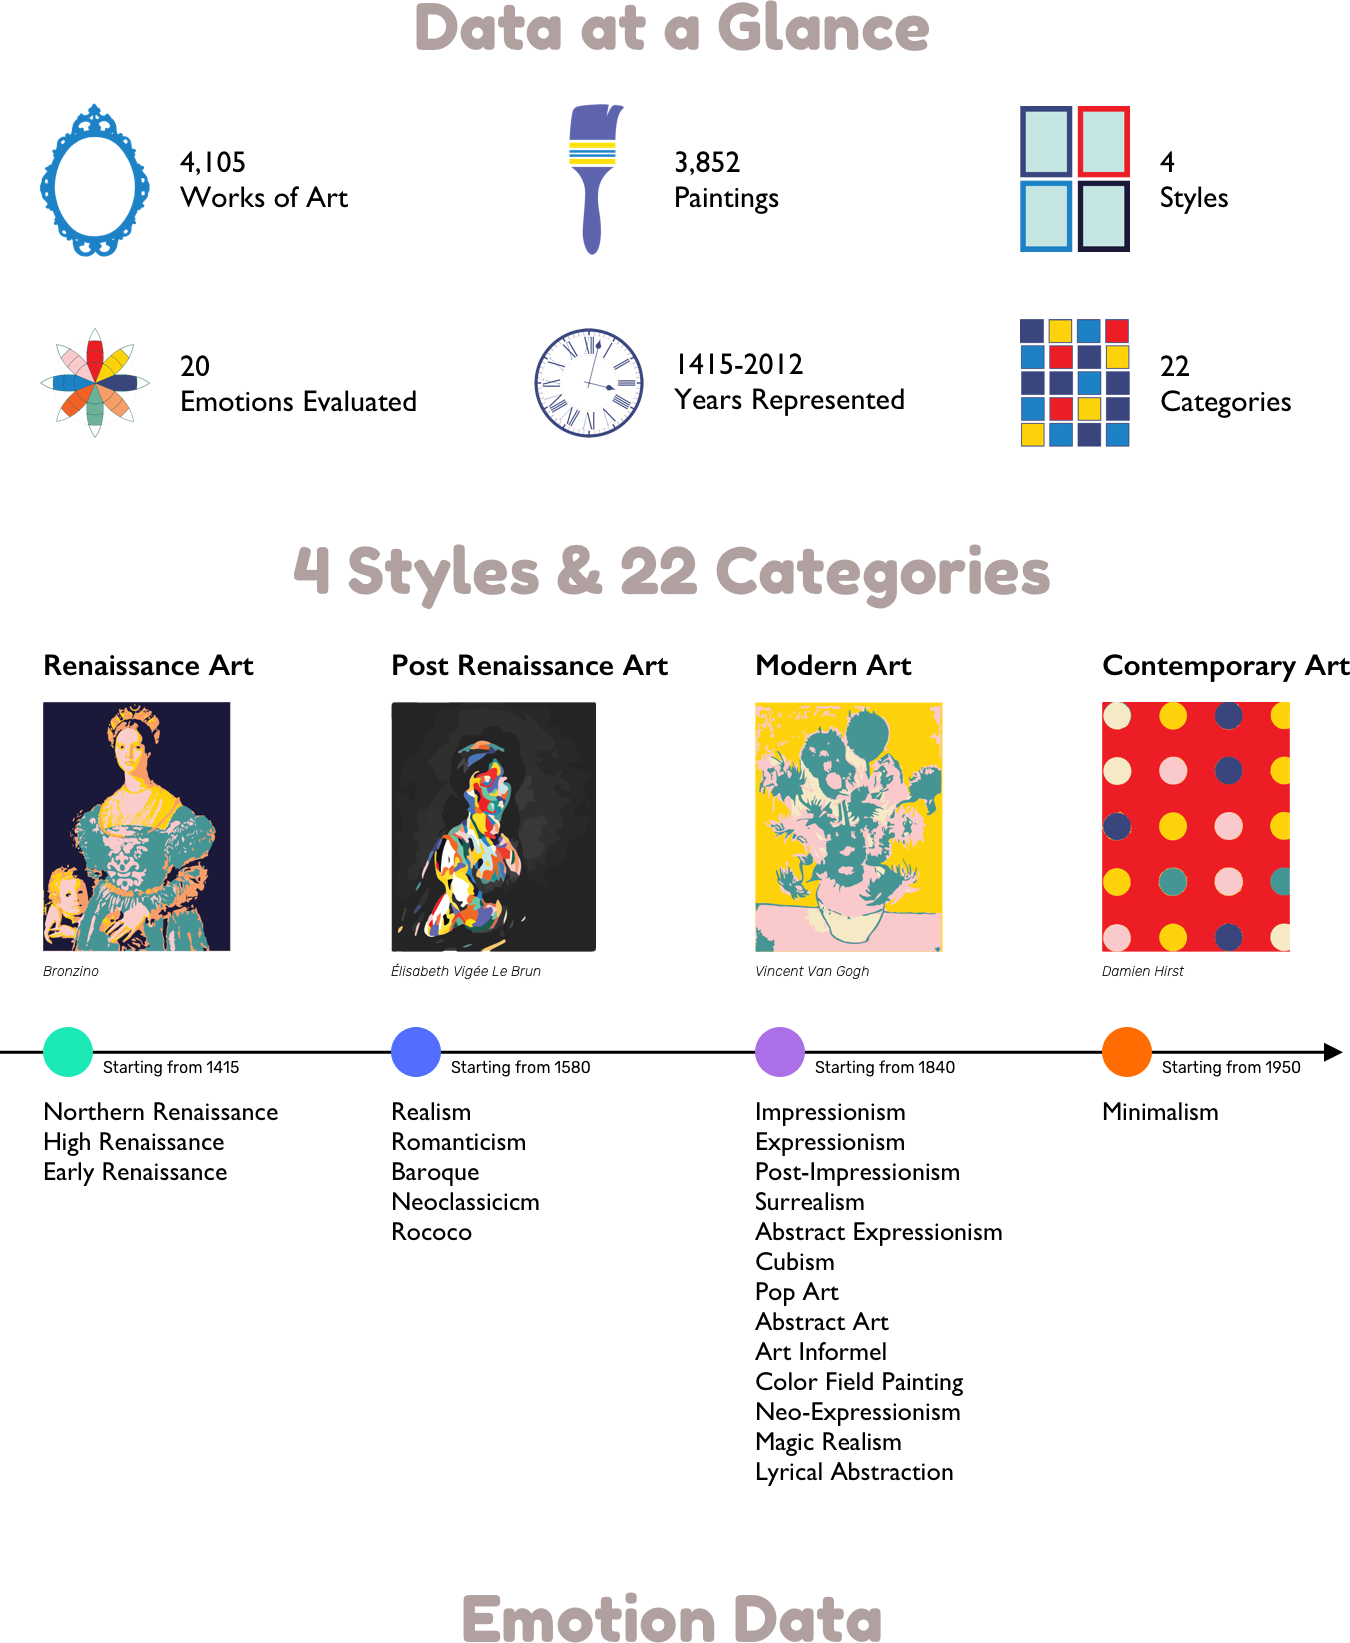 Data at a Glance
4,105
Works of Art
3,852
Paintings
4
Styles
20
Emotions Evaluated
1415-2012
Years Represented
22
Categories
4 Styles & 22 Categories
Renaissance Art
Bronzino
Starting from 1415
Northern Renaissance
High Renaissance
Early Renaissance
Post Renaissance Art
Élisabeth Vigée Le Brun
Starting from 1580
Realism
Romanticism
Baroque
Neoclassicicm
Rococo
Modern Art
Vincent Van Gogh
Starting from 1840
Impressionism
Expressionism
Post-Impressionism
Surrealism
Abstract Expressionism
Cubism
Pop Art
Abstract Art
Art Informel
Color Field Painting
Neo-Expressionism
Magic Realism
Lyrical Abstraction
Contemporary Art
Damien Hirst
Starting from 1950
Minimalism
Emotion Data